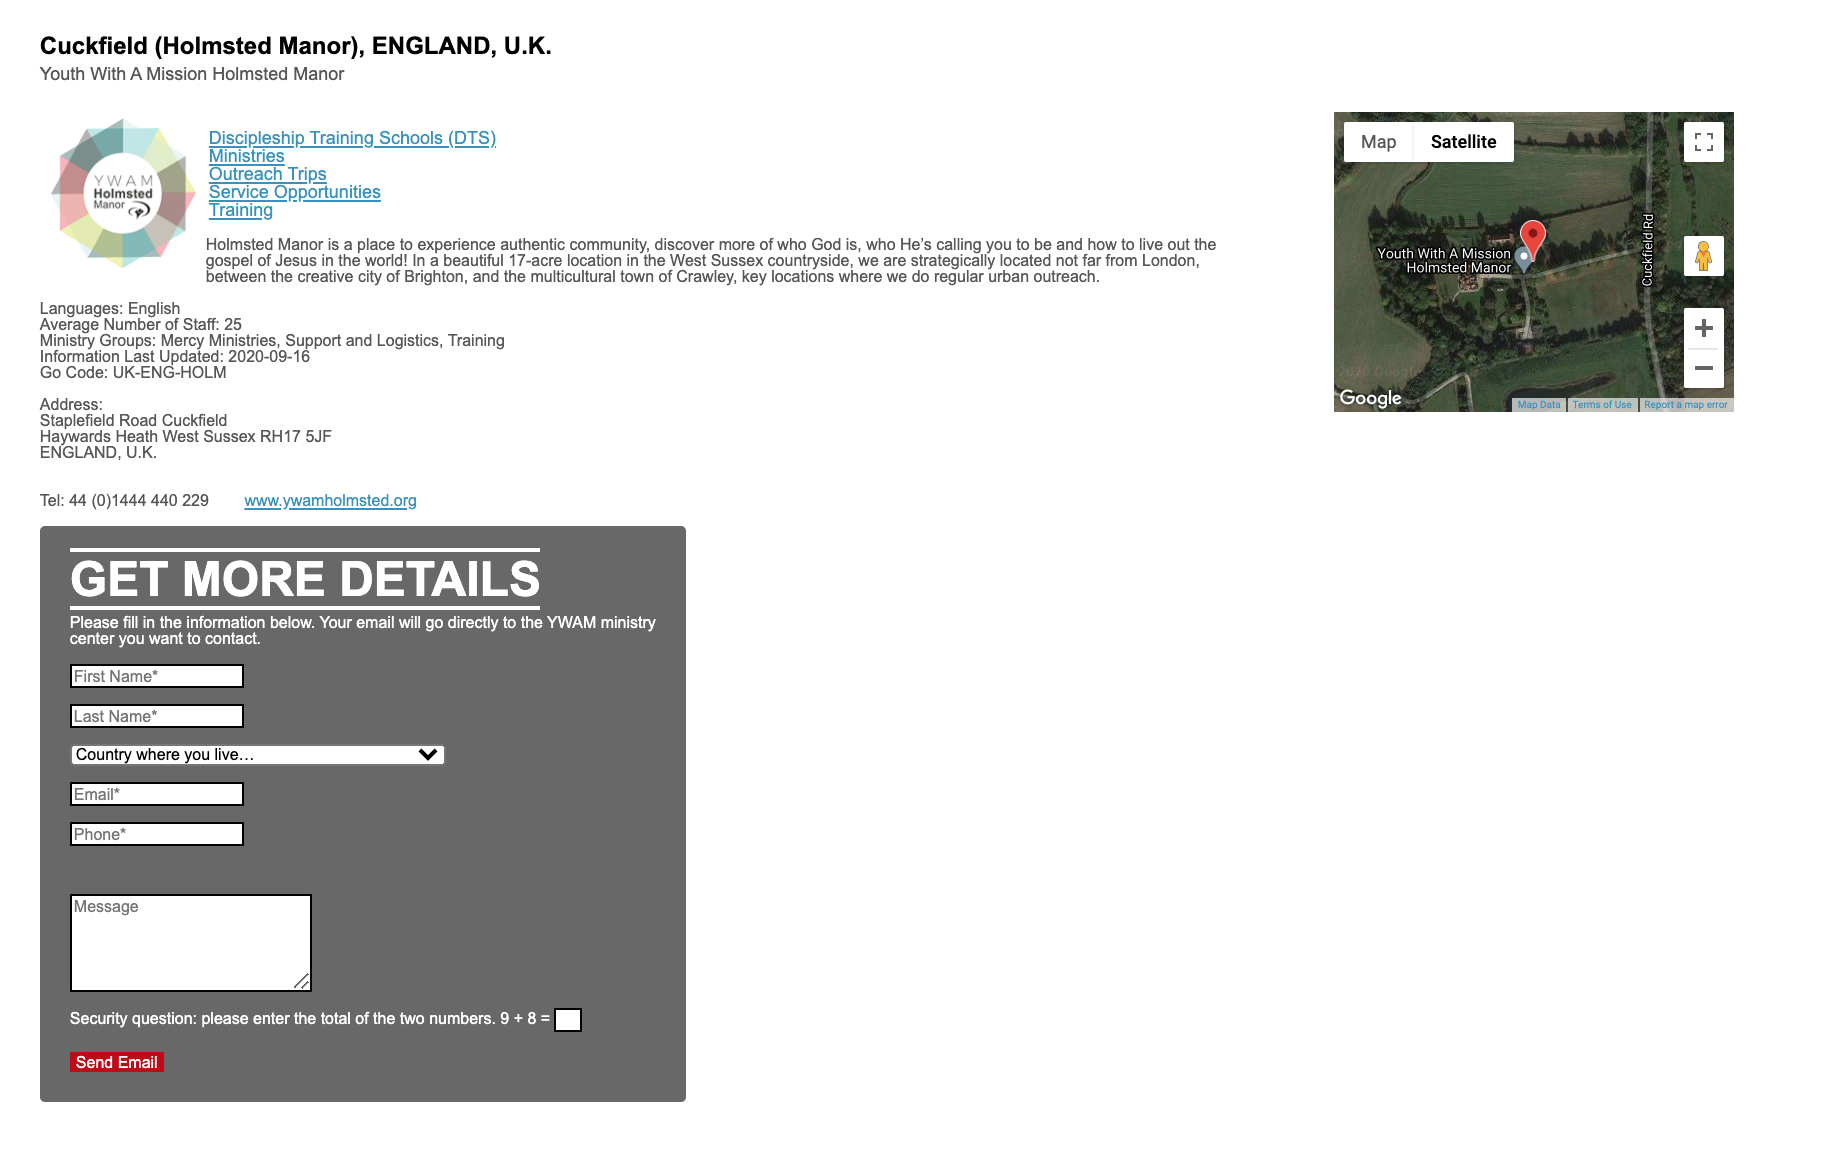 Cuckfield (Holmsted Manor), ENGLAND, U.K.
Youth With A Mission Holmsted Manor
YWAM
Holmsted
Manor
Discipleship Training Schools (DTS)
Ministries
Outreach Trips
Service Opportunities
Training
Holmsted Manor is a place to experience authentic community, discover more of who God is, who He’s calling you to be and how to live out the
gospel of Jesus in the world! In a beautiful 17-acre location in the West Sussex countryside, we are strategically located not far from London,
between the creative city of Brighton, and the multicultural town of Crawley, key locations where we do regular urban outreach.
Map
Satellite
Youth With A Mission
Holmsted Manor
Cuckfield Rd
2020 Google
Google
Map Data
Terms of Use
Report a map error
Languages: English
Average Number of Staff: 25
Ministry Groups: Mercy Ministries, Support and Logistics, Training
Information Last Updated: 2020-09-16
Go Code: UK-ENG-HOLM
Address:
Staplefield Road Cuckfield
Haywards Heath West Sussex RH17 5JF
ENGLAND, U.K.
Tel: 44 (0)1444 440 229 www.ywamholmsted.org
GET MORE DETAILS
Please fill in the information below. Your email will go directly to the YWAM ministry
center you want to contact.
First Name*
Last Name*
Country where you live…
Email*
Phone*
Message
Security question: please enter the total of the two numbers. 9 + 8 =
Send Email